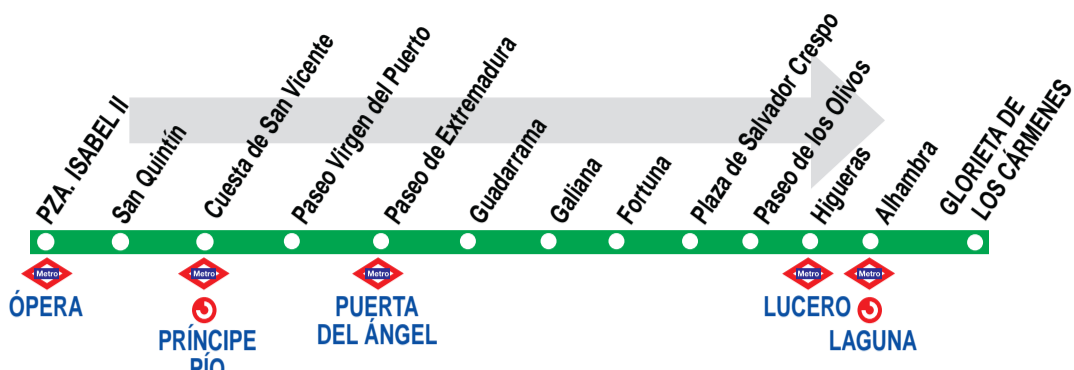 PZA. ISABEL II
San Quintín
Cuesta de San Vicente
Paseo Virgen del Puerto
Paseo de Extremadura
Guadarrama
Galiana
Fortuna
Plaza de Salvador Crespo
Paseo de los Olivos
Higueras
Alhambra
GLORIETA DE
LOS CÁRMENES
Metro
Metro
Metro
Metro
Metro
ÓPERA
PRÍNCIPE
PÍO
PUERTA
DEL ÁNGEL
LUCERO
LAGUNA